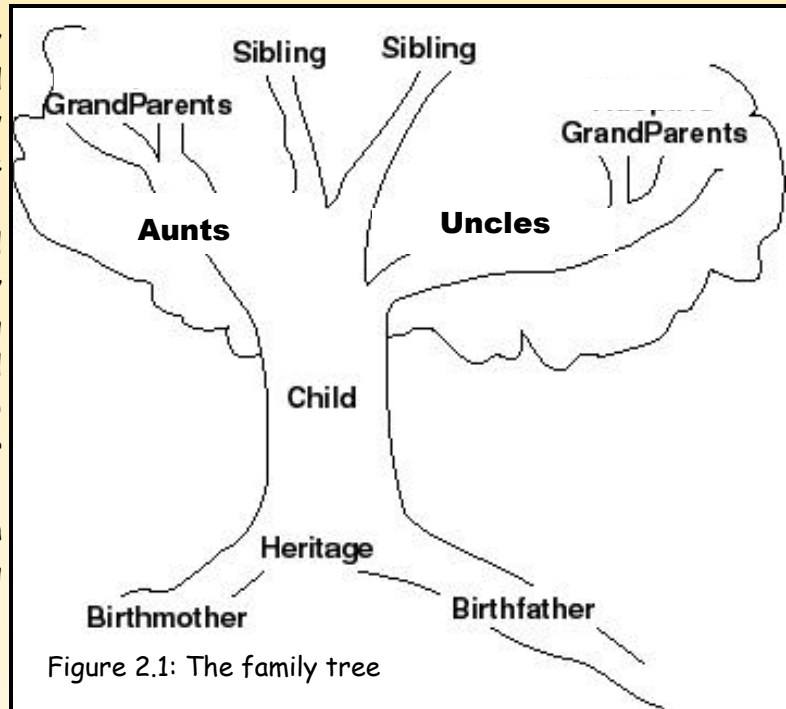 Sibling
Sibling
GrandParents
GrandParents
Aunts
Uncles
Child
Heritage
Birthmother
Birthfather
Figure 2.1: The family tree